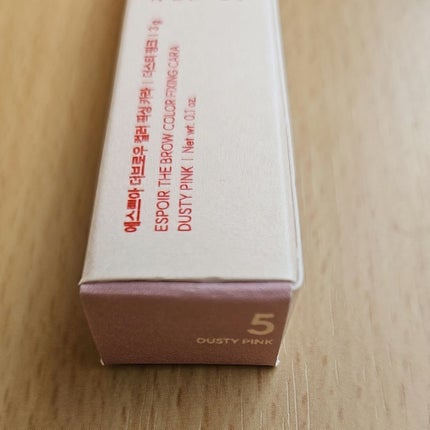 에스쁘아 더브로우 컬러 픽싱 카라 | 더스티 핑크 | 3 g
ESPOIR THE BROW COLOR FIXING CARA
DUSTY PINK | Net wt. 0.1 oz.
5
DUSTY PINK